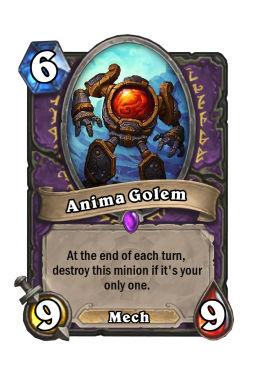 6
Anima Golem
At the end of each turn,
destroy this minion if it's your
only one.
9 Mech 9